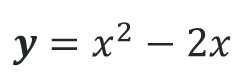 y = x² − 2x